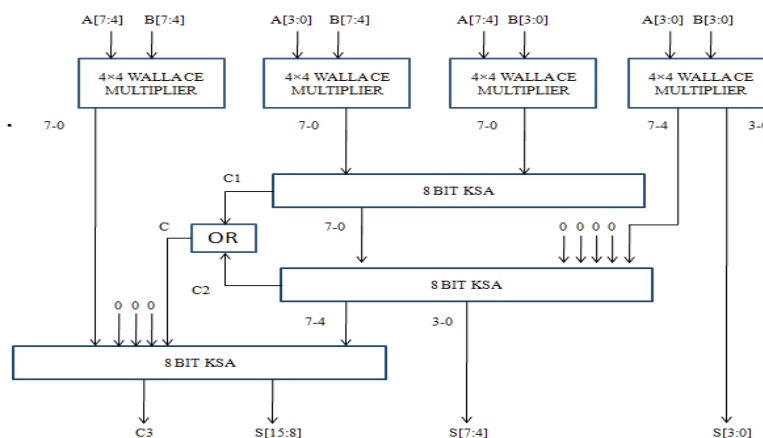 A[7:4] B[7:4] A[3:0] B[7:4] A[7:4] B[3:0] A[3:0] B[3:0]
4×4 WALLACE MULTIPLIER
4×4 WALLACE MULTIPLIER
4×4 WALLACE MULTIPLIER
4×4 WALLACE MULTIPLIER
7-0 7-0 7-0 7-4 3-0
C1 8 BIT KSA
C OR 7-0 0 0 0 0
C2 8 BIT KSA
0 0 0 7-4 3-0
8 BIT KSA
C3 S[15:8] S[7:4] S[3:0]